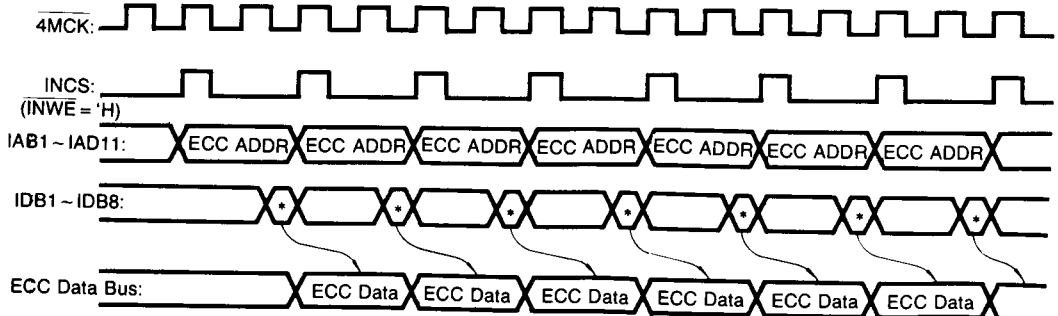 4MCK:
INCS:
(INWE = 'H)
IAB1 ~ IAD11: ECC ADDR ECC ADDR ECC ADDR ECC ADDR ECC ADDR ECC ADDR ECC ADDR
IDB1 ~ IDB8: * * * * * * *
ECC Data Bus: ECC Data ECC Data ECC Data ECC Data ECC Data ECC Data